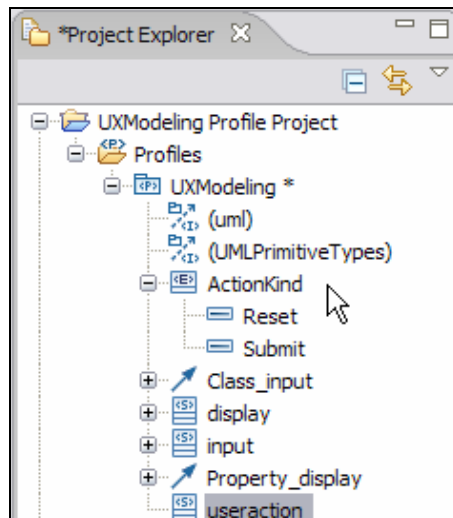 *Project Explorer
UXModeling Profile Project
<P>
Profiles
<P> UXModeling *
<I> (uml)
<I> (UMLPrimitiveTypes)
<E> ActionKind
Reset
Submit
Class_input
<S> display
<S> input
Property_display
<S> useraction